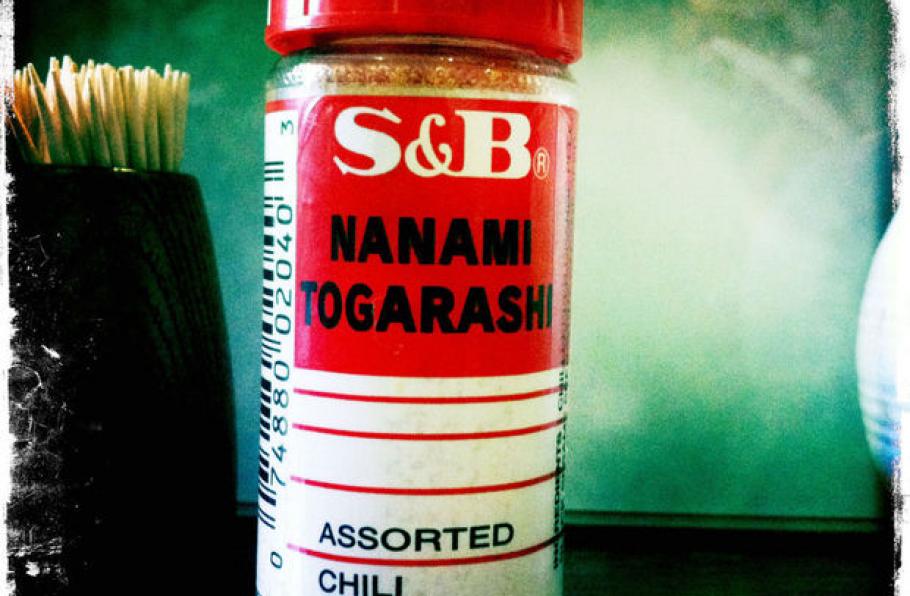 S&B®
NANAMI
TOGARASHI
ASSORTED
CHILI
0 74880 02040 3